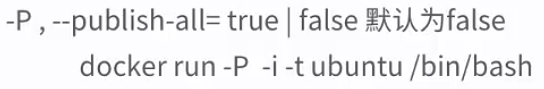 -P , --publish-all= true | false 默认为false
docker run -P -i -t ubuntu /bin/bash